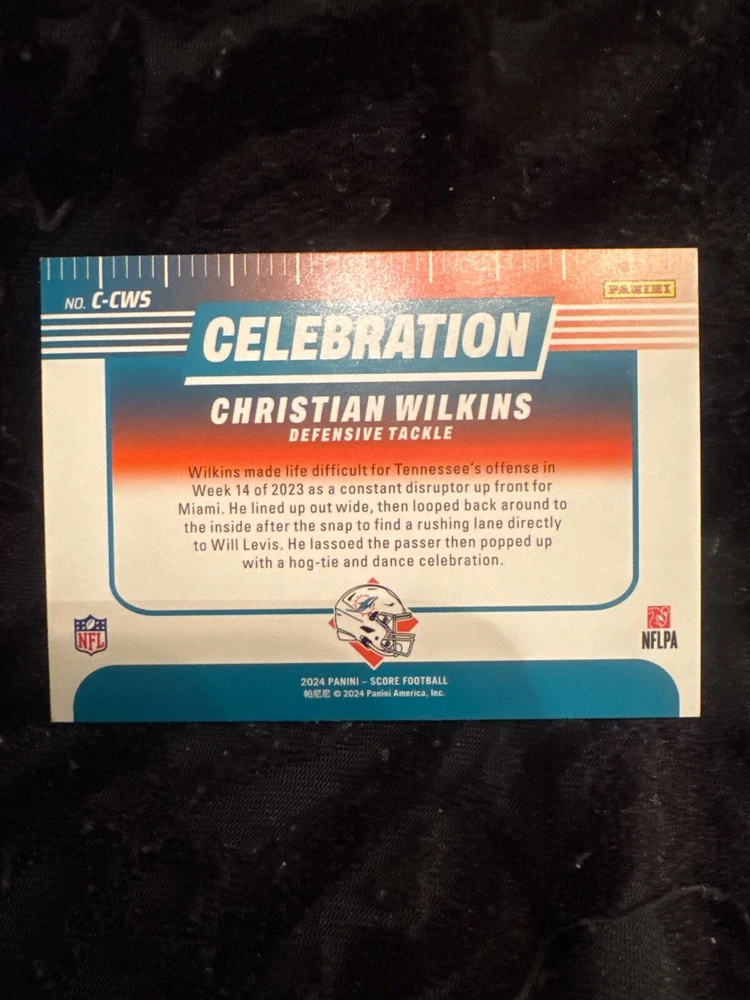 NO. C-CWS
PANINI
CELEBRATION
CHRISTIAN WILKINS
DEFENSIVE TACKLE
Wilkins made life difficult for Tennessee's offense in
Week 14 of 2023 as a constant disruptor up front for
Miami. He lined up out wide, then looped back around to
the inside after the snap to find a rushing lane directly
to Will Levis. He lassoed the passer then popped up
with a hog-tie and dance celebration.
NFL
NFLPA
2024 PANINI – SCORE FOOTBALL
帕尼尼 © 2024 Panini America, Inc.